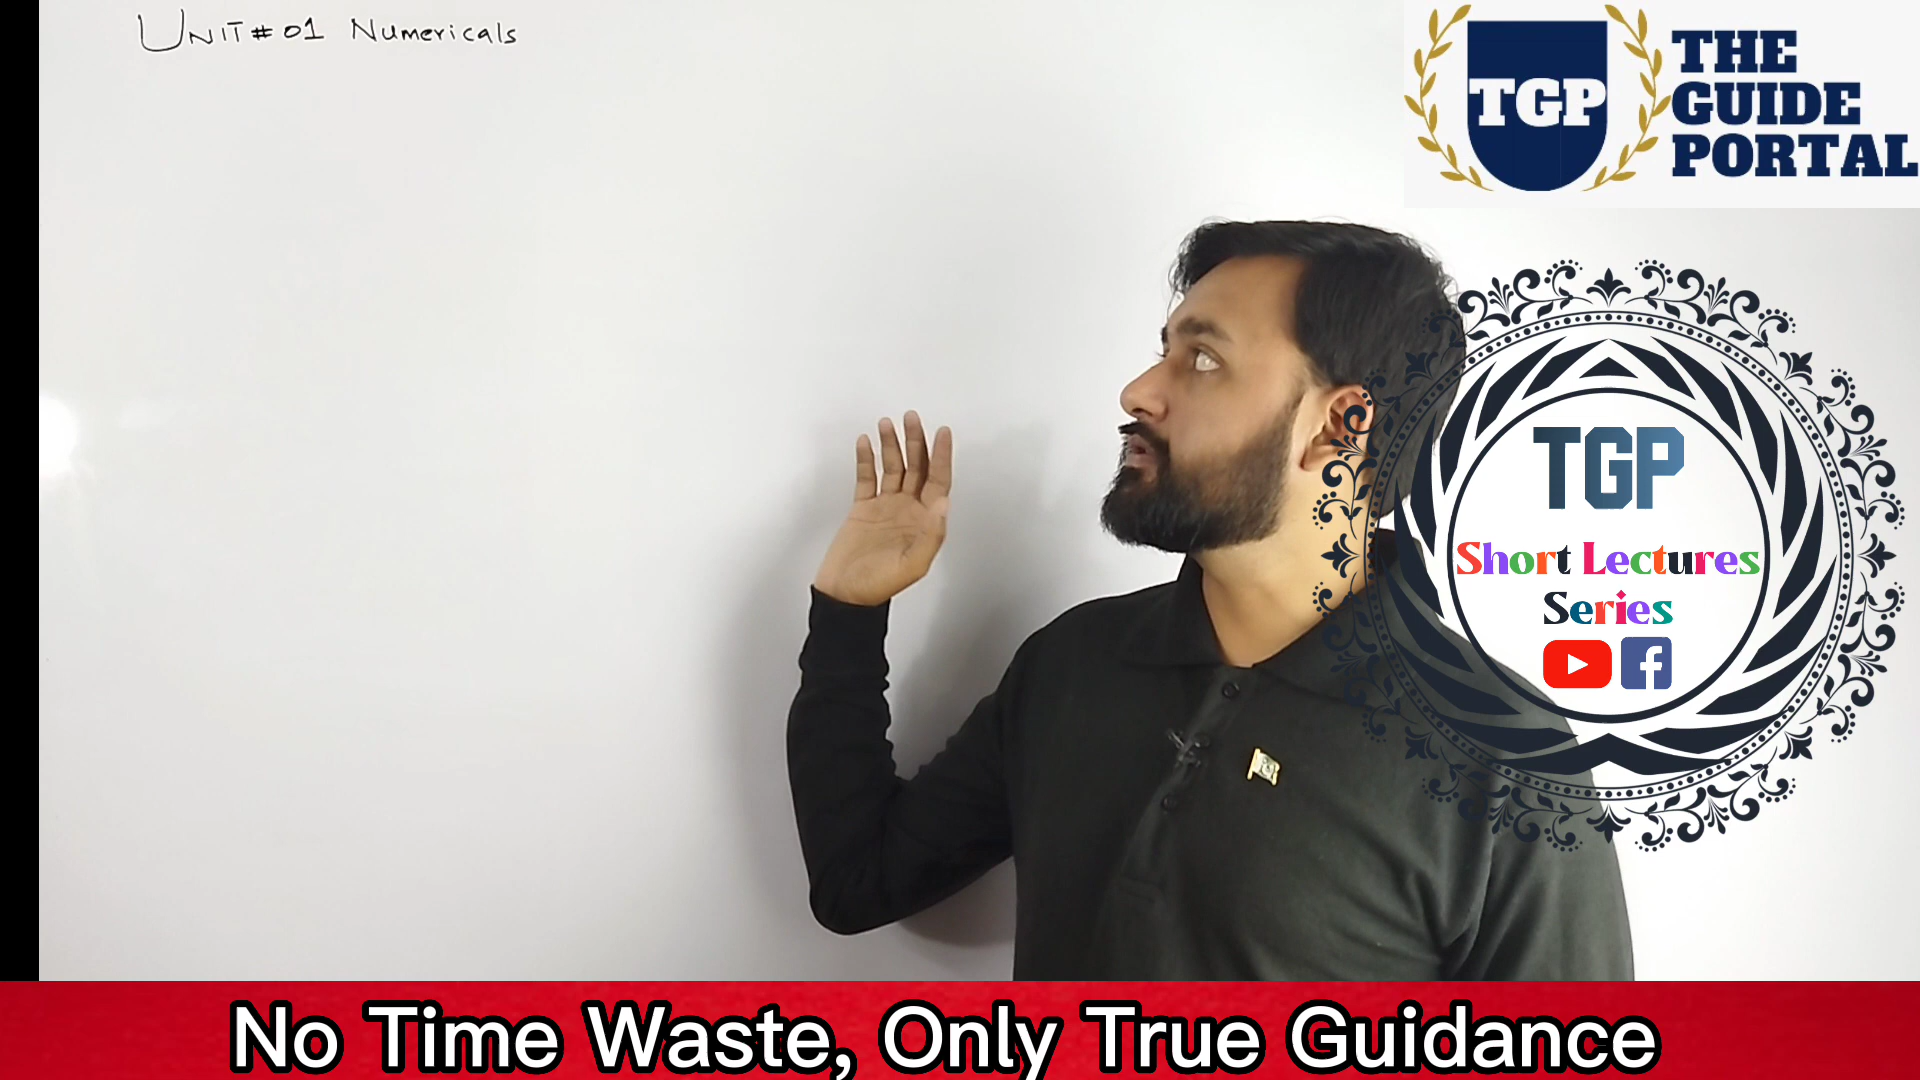 UNIT # 01 Numericals
TGP
THE
GUIDE
PORTAL
TGP
Short Lectures
Series
No Time Waste, Only True Guidance